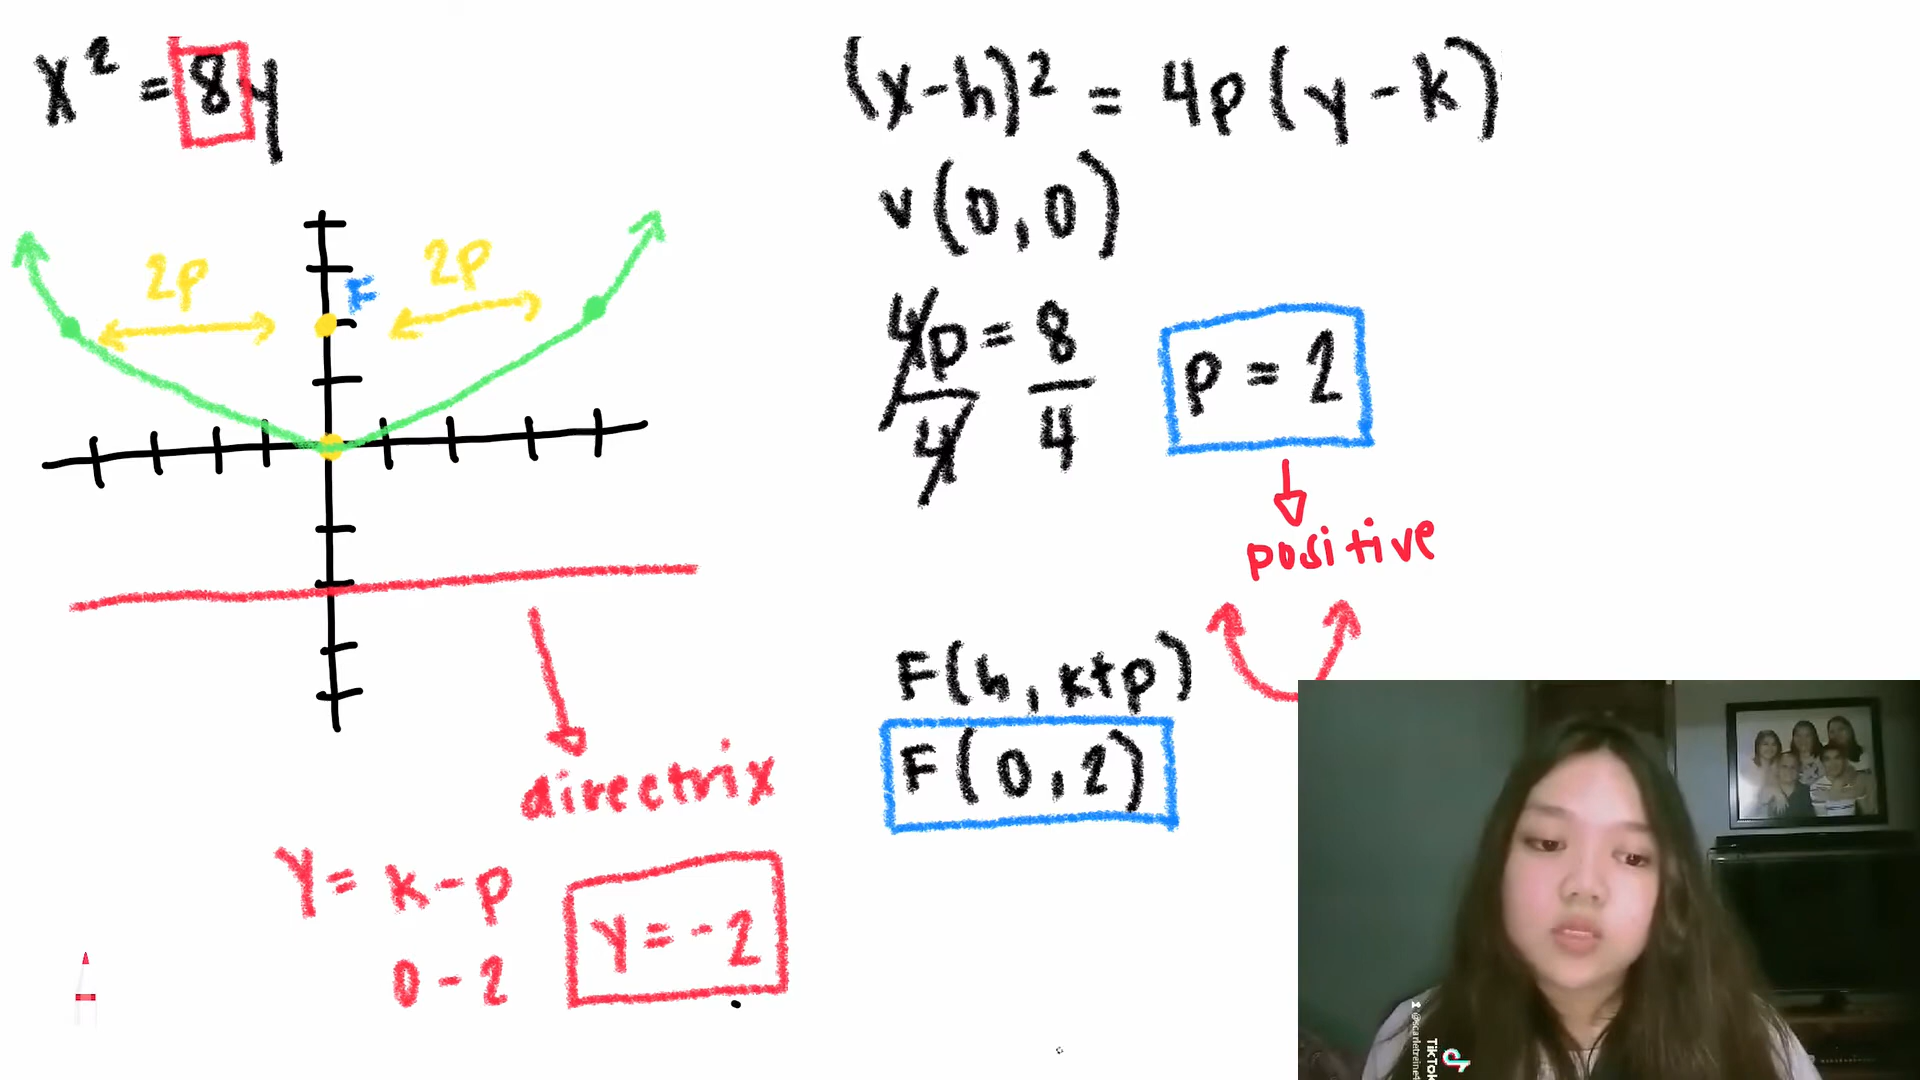 x² = 8y
(x-h)² = 4p(y-k)
V(0,0)
2p
2p
F
4p = 8
4 4
p = 2
positive
F(h, k+p)
F(0,2)
directrix
y = k-p
0-2
y = -2
TikTok